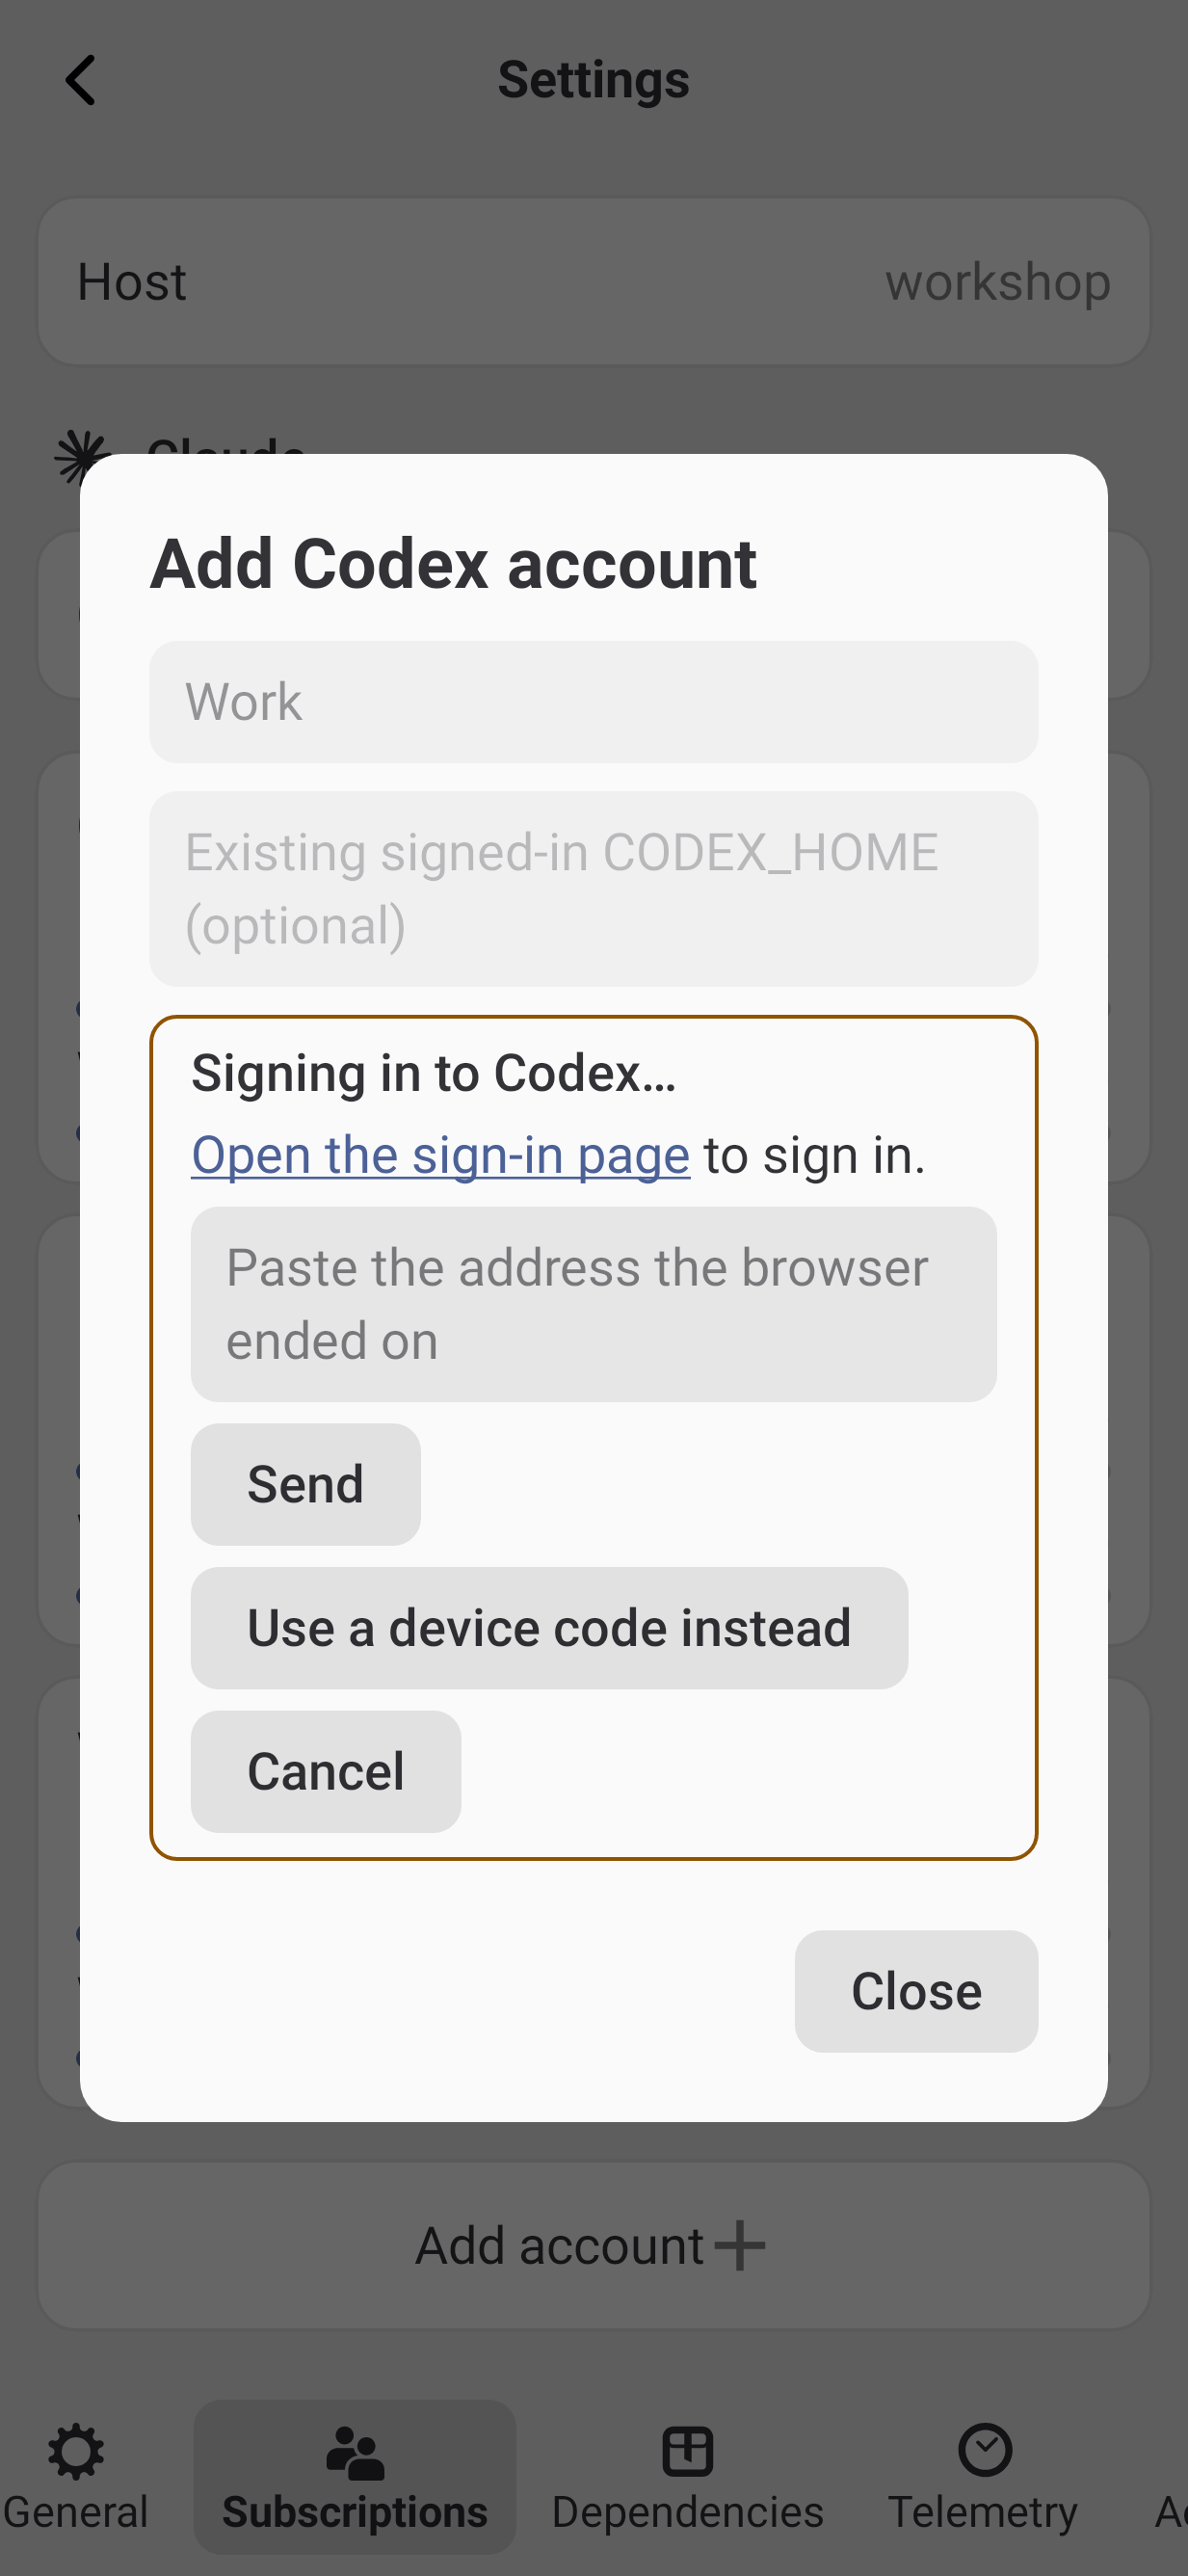 Settings
Host
workshop
Claude
Add Codex account
Work
Existing signed-in CODEX_HOME
(optional)
Signing in to Codex…
Open the sign-in page to sign in.
Paste the address the browser
ended on
Send
Use a device code instead
Cancel
Close
Add account
General
Subscriptions
Dependencies
Telemetry